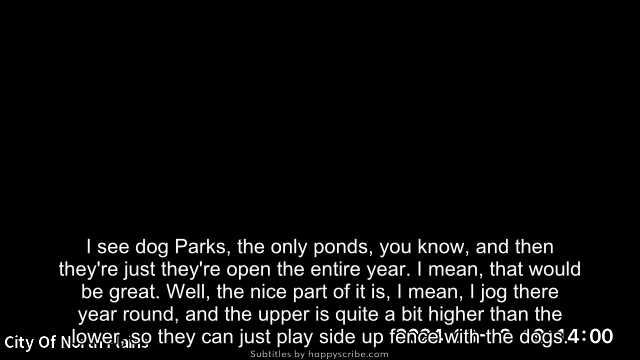 I see dog Parks, the only ponds, you know, and then
they're just they're open the entire year. I mean, that would
be great. Well, the nice part of it is, I mean, I jog there
year round, and the upper is quite a bit higher than the
lower, so they can just play side up fence with the dogs.
City Of North Plains
4:00
Subtitles by happyscribe.com